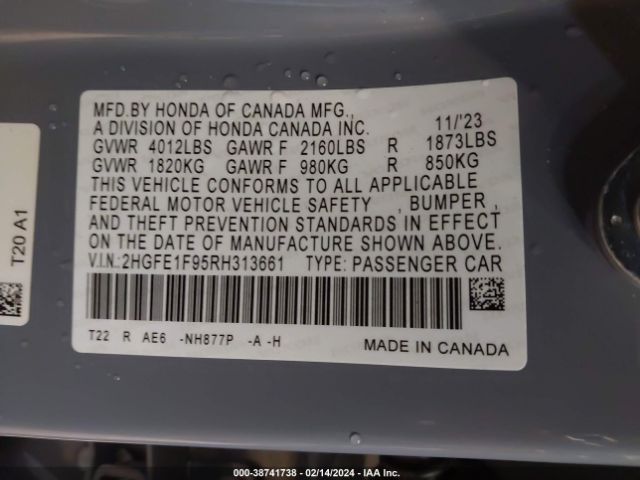 MFD.BY HONDA OF CANADA MFG.,
A DIVISION OF HONDA CANADA INC. 11/'23
GVWR 4012LBS GAWR F 2160LBS R 1873LBS
GVWR 1820KG GAWR F 980KG R 850KG
THIS VEHICLE CONFORMS TO ALL APPLICABLE
FEDERAL MOTOR VEHICLE SAFETY , BUMPER ,
AND THEFT PREVENTION STANDARDS IN EFFECT
ON THE DATE OF MANUFACTURE SHOWN ABOVE.
V.I.N.:2HGFE1F95RH313661 TYPE: PASSENGER CAR
T22 R AE6 -NH877P -A -H
MADE IN CANADA
T20 A1
000-38741738 - 02/14/2024 - IAA Inc.